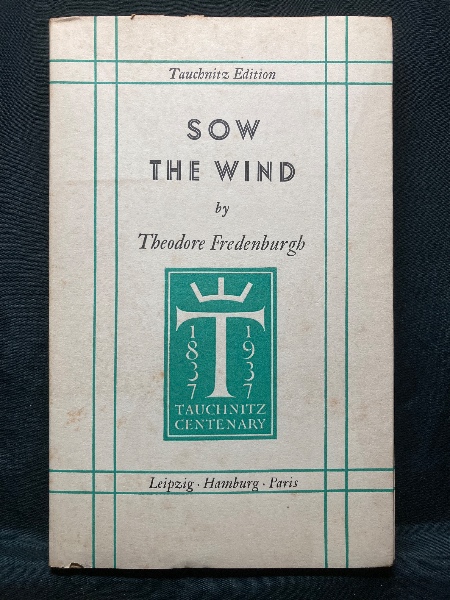 Tauchnitz Edition
SOW
THE WIND
by
Theodore Fredenburgh
T
1837 1937
TAUCHNITZ
CENTENARY
Leipzig · Hamburg · Paris